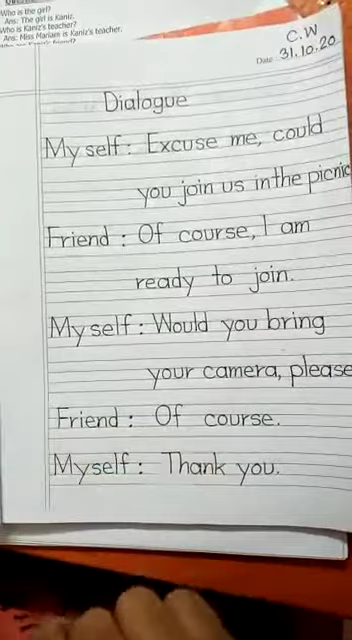 Who is the girl?
Ans: The girl is Kaniz.
Who is Kaniz's teacher?
Ans: Miss Mariam is Kaniz's teacher.
C.W
Date 31.10.20
Dialogue
Myself: Excuse me, could
you join us in the picnic
Friend: Of course, I am
ready to join.
Myself: Would you bring
your camera, please
Friend: Of course.
Myself: Thank you.